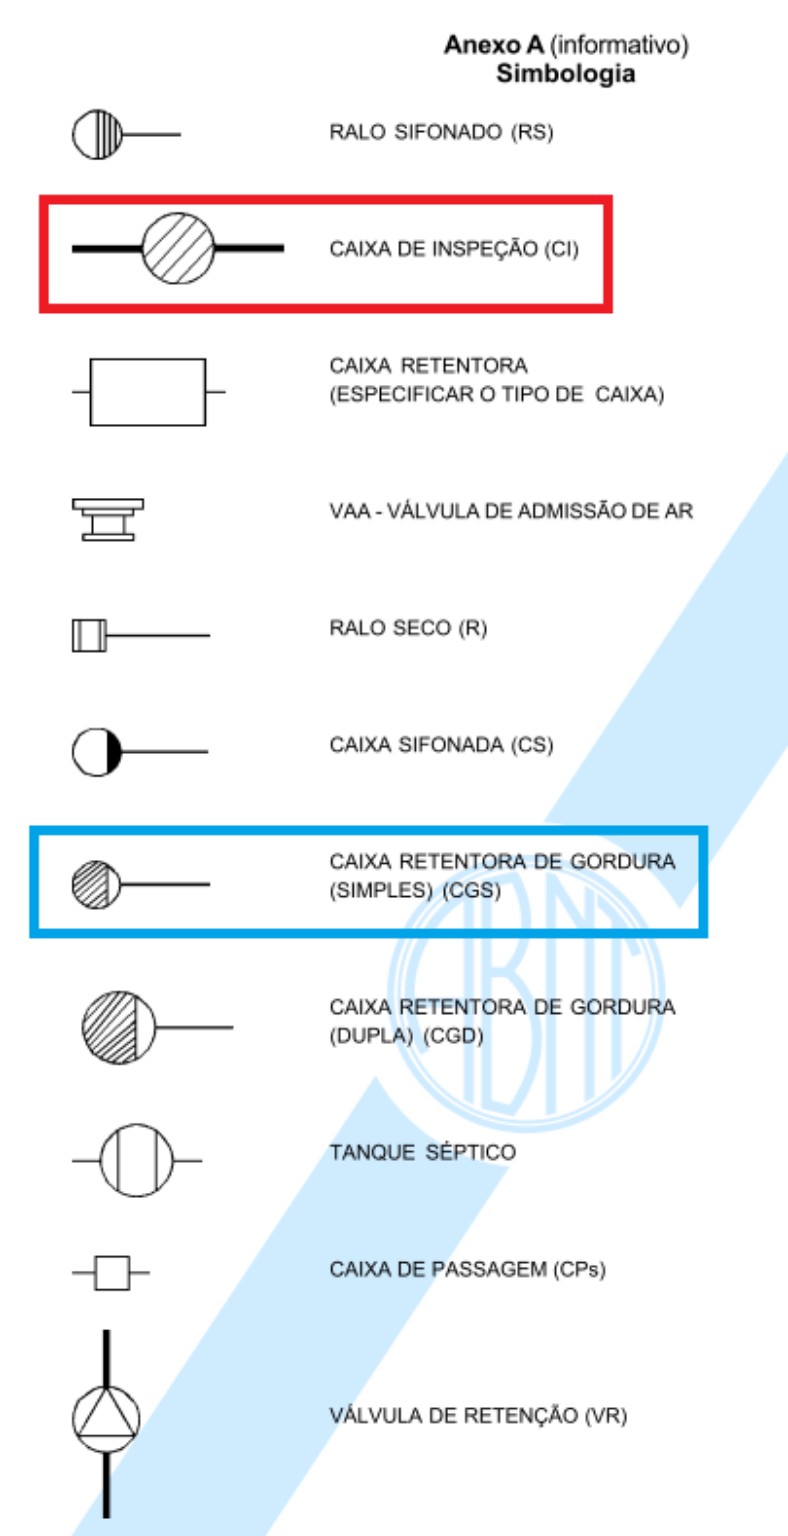 Anexo A (informativo)
Simbologia
RALO SIFONADO (RS)
CAIXA DE INSPEÇÃO (CI)
CAIXA RETENTORA
(ESPECIFICAR O TIPO DE CAIXA)
VAA - VÁLVULA DE ADMISSÃO DE AR
RALO SECO (R)
CAIXA SIFONADA (CS)
CAIXA RETENTORA DE GORDURA
(SIMPLES) (CGS)
CAIXA RETENTORA DE GORDURA
(DUPLA) (CGD)
ABNT
TANQUE SÉPTICO
CAIXA DE PASSAGEM (CPs)
VÁLVULA DE RETENÇÃO (VR)